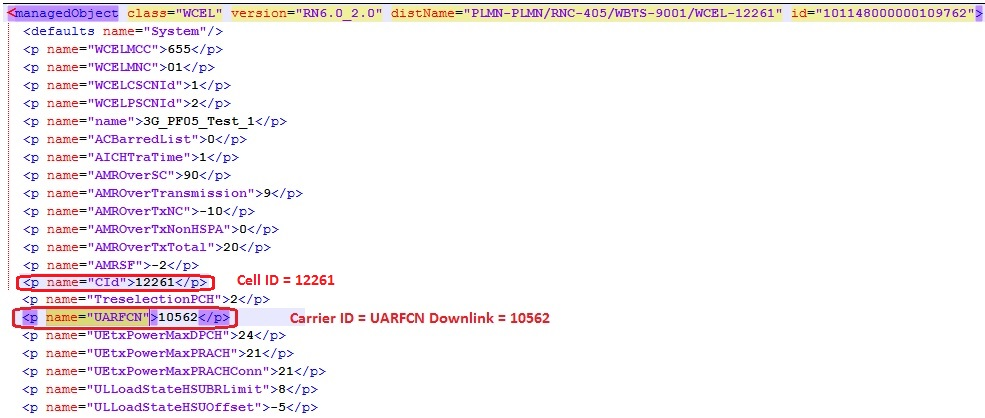 <managedObject class="WCEL" version="RN6.0_2.0" distName="PLMN-PLMN/RNC-405/WBTS-9001/WCEL-12261" id="101148000000109762">
<defaults name="System"/>
<p name="WCELMCC">655</p>
<p name="WCELMNC">01</p>
<p name="WCELCSCNId">1</p>
<p name="WCELPSCNId">2</p>
<p name="name">3G_PF05_Test_1</p>
<p name="ACBarredList">0</p>
<p name="AICHTraTime">1</p>
<p name="AMROverSC">90</p>
<p name="AMROverTransmission">9</p>
<p name="AMROverTxNC">-10</p>
<p name="AMROverTxNonHSPA">0</p>
<p name="AMROverTxTotal">20</p>
<p name="AMRSF">-2</p>
<p name="CId">12261</p> Cell ID = 12261
<p name="TreselectionPCH">2</p>
<p name="UARFCN">10562</p> Carrier ID = UARFCN Downlink = 10562
<p name="UEtxPowerMaxDPCH">24</p>
<p name="UEtxPowerMaxPRACH">21</p>
<p name="UEtxPowerMaxPRACHConn">21</p>
<p name="ULLoadStateHSUBRLimit">8</p>
<p name="ULLoadStateHSUOffset">-5</p>